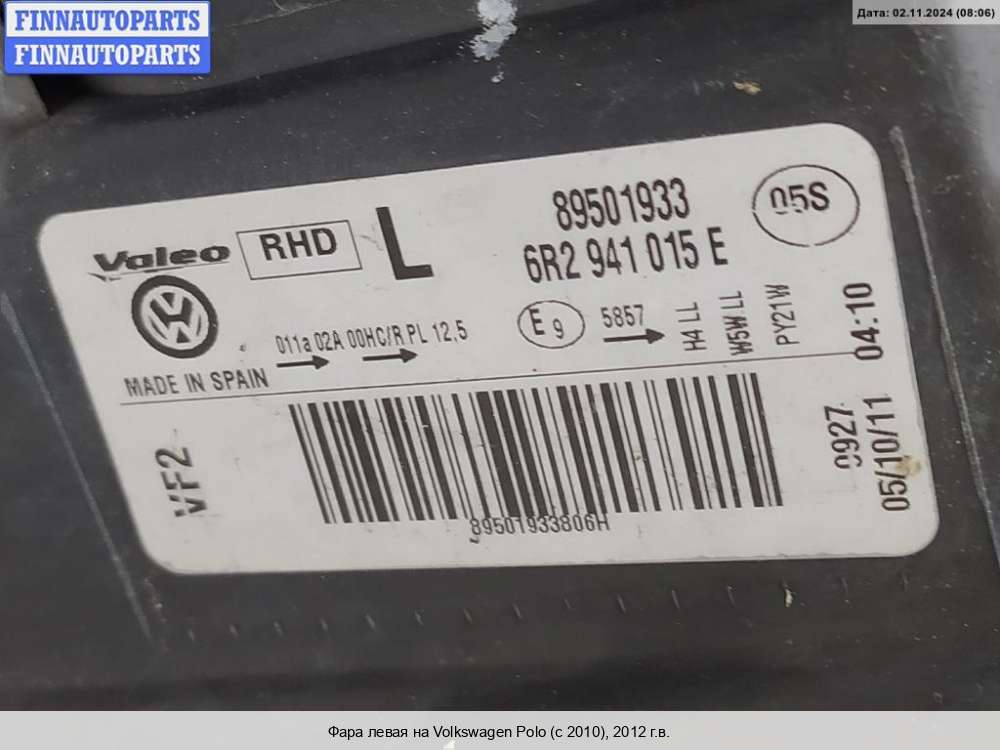 FINNAUTOPARTS
FINNAUTOPARTS
Дата: 02.11.2024 (08:06)
Valeo RHD L
89501933
6R2 941 015 E
05S
011a 02A 00HC/R PL 12,5
E9 5857
H4 LL
W5W LL
PY21W
MADE IN SPAIN
VF2
89501933806H
0927
05/10/11 04:10
Фара левая на Volkswagen Polo (с 2010), 2012 г.в.